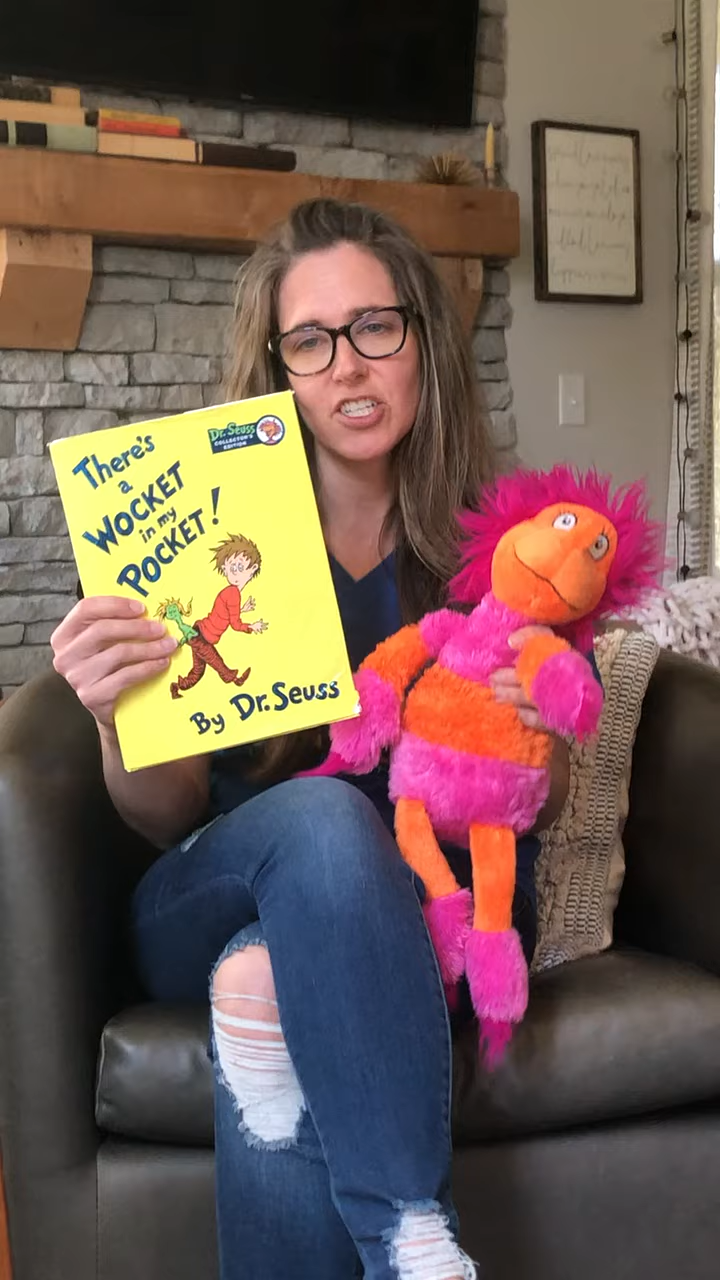 Dr. Seuss
COLLECTOR'S
EDITION
There's
a
WOCKET
in my
POCKET!
By Dr. Seuss